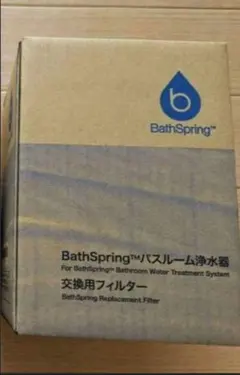 b
BathSpring™
BathSpring™バスルーム浄水器
For BathSpring™ Bathroom Water Treatment System
交換用フィルター
BathSpring Replacement Filter